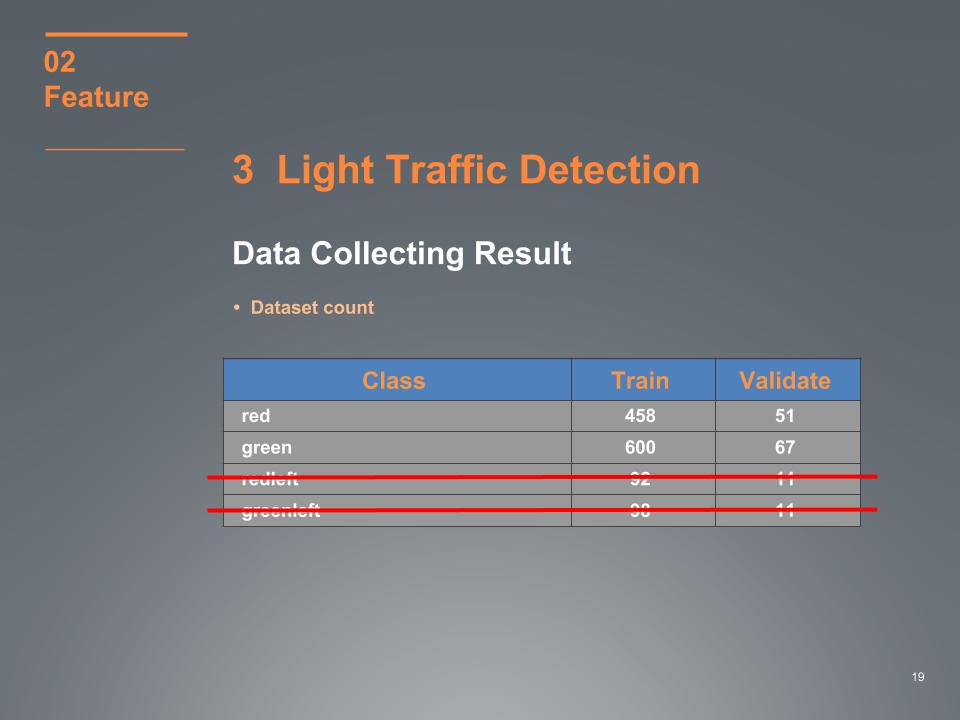 02
Feature
3 Light Traffic Detection
Data Collecting Result
• Dataset count
Class Train Validate
red 458 51
green 600 67
redleft 92 11
greenleft 98 11
19